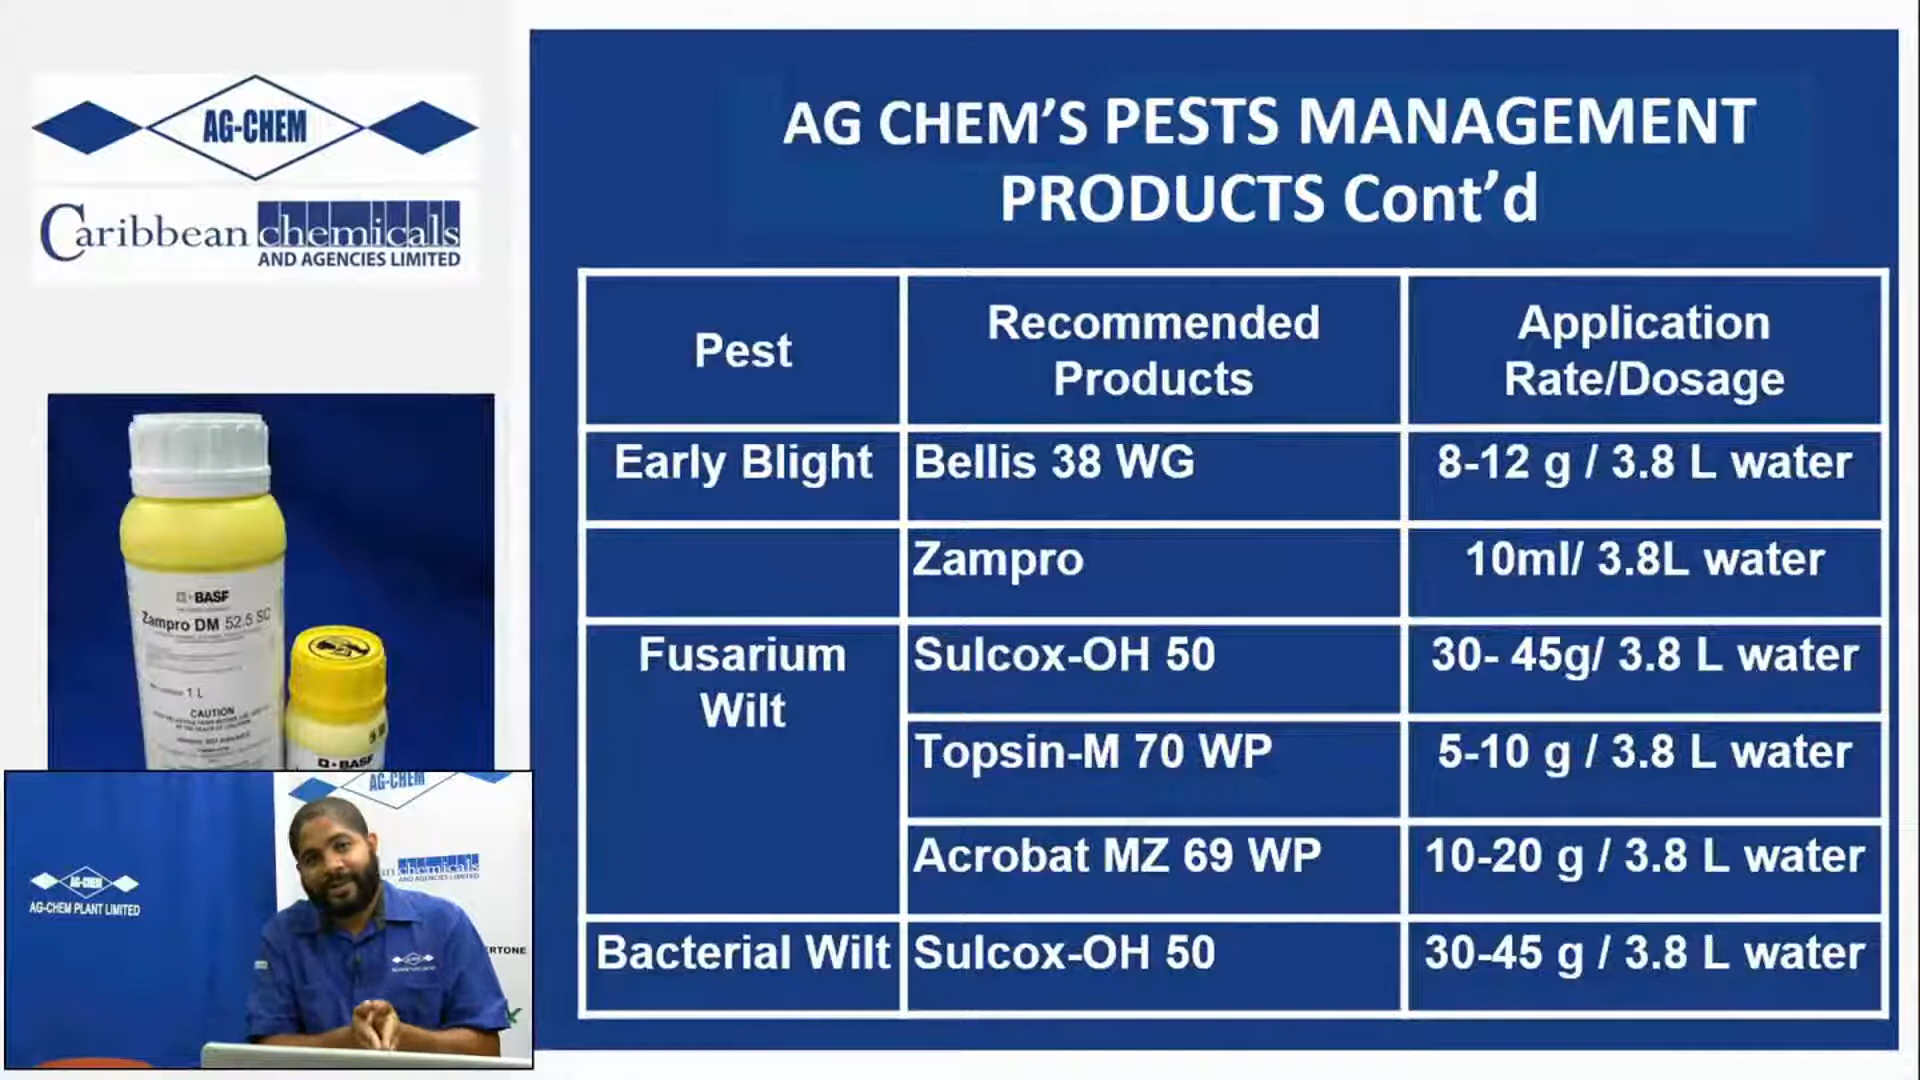 AG-CHEM
Caribbean chemicals
AND AGENCIES LIMITED
AG CHEM’S PESTS MANAGEMENT
PRODUCTS Cont’d
Pest
Recommended
Products
Application
Rate/Dosage
Early Blight
Bellis 38 WG
8-12 g / 3.8 L water
Zampro
10ml/ 3.8L water
Fusarium
Wilt
Sulcox-OH 50
30- 45g/ 3.8 L water
Topsin-M 70 WP
5-10 g / 3.8 L water
Acrobat MZ 69 WP
10-20 g / 3.8 L water
Bacterial Wilt
Sulcox-OH 50
30-45 g / 3.8 L water
BASF
Zampro DM 52.5 SC
1 L
CAUTION
BASF
AG-CHEM
chemicals
AND AGENCIES LIMITED
AG-CHEM
AG-CHEM PLANT LIMITED
ERTONE